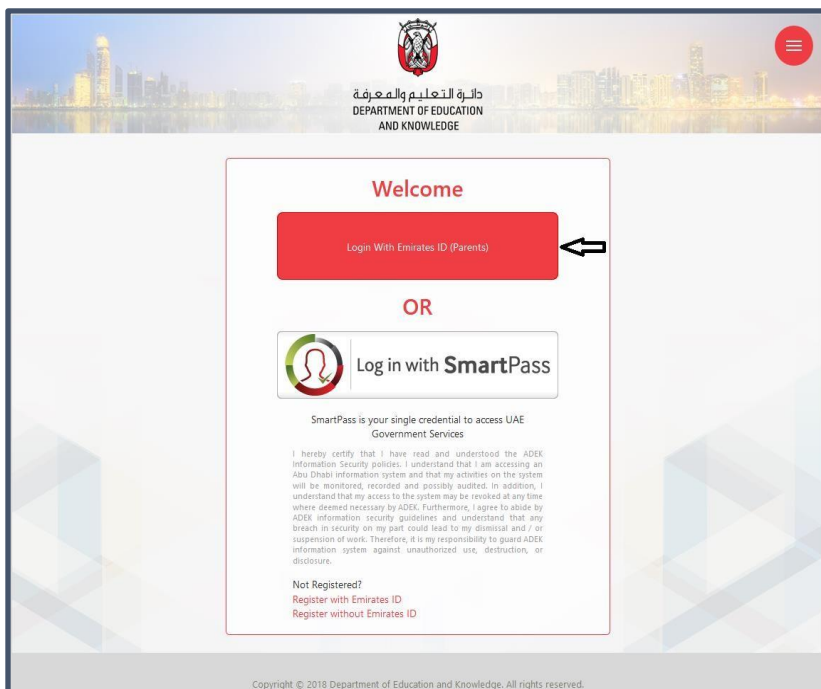 دائرة التعليم والمعرفة
DEPARTMENT OF EDUCATION
AND KNOWLEDGE
Welcome
Login With Emirates ID (Parents)
OR
Log in with SmartPass
SmartPass is your single credential to access UAE
Government Services
I hereby certify that I have read and understood the ADEK
Information Security policies. I understand that I am accessing an
Abu Dhabi information system and that my activities on the system
will be monitored, recorded and possibly audited. In addition, I
understand that my access to the system may be revoked at any time
where deemed necessary by ADEK. Furthermore, I agree to abide by
ADEK information security guidelines and understand that any
breach in security on my part could lead to my dismissal and / or
suspension of work. Therefore, it is my responsibility to guard ADEK
information system against unauthorized use, destruction, or
disclosure.
Not Registered?
Register with Emirates ID
Register without Emirates ID
Copyright © 2018 Department of Education and Knowledge. All rights reserved.